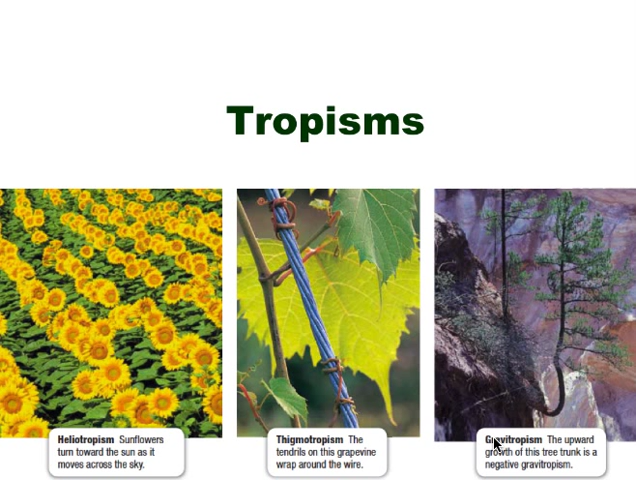 Tropisms
Heliotropism Sunflowers
turn toward the sun as it
moves across the sky.
Thigmotropism The
tendrils on this grapevine
wrap around the wire.
Gravitropism The upward
growth of this tree trunk is a
negative gravitropism.